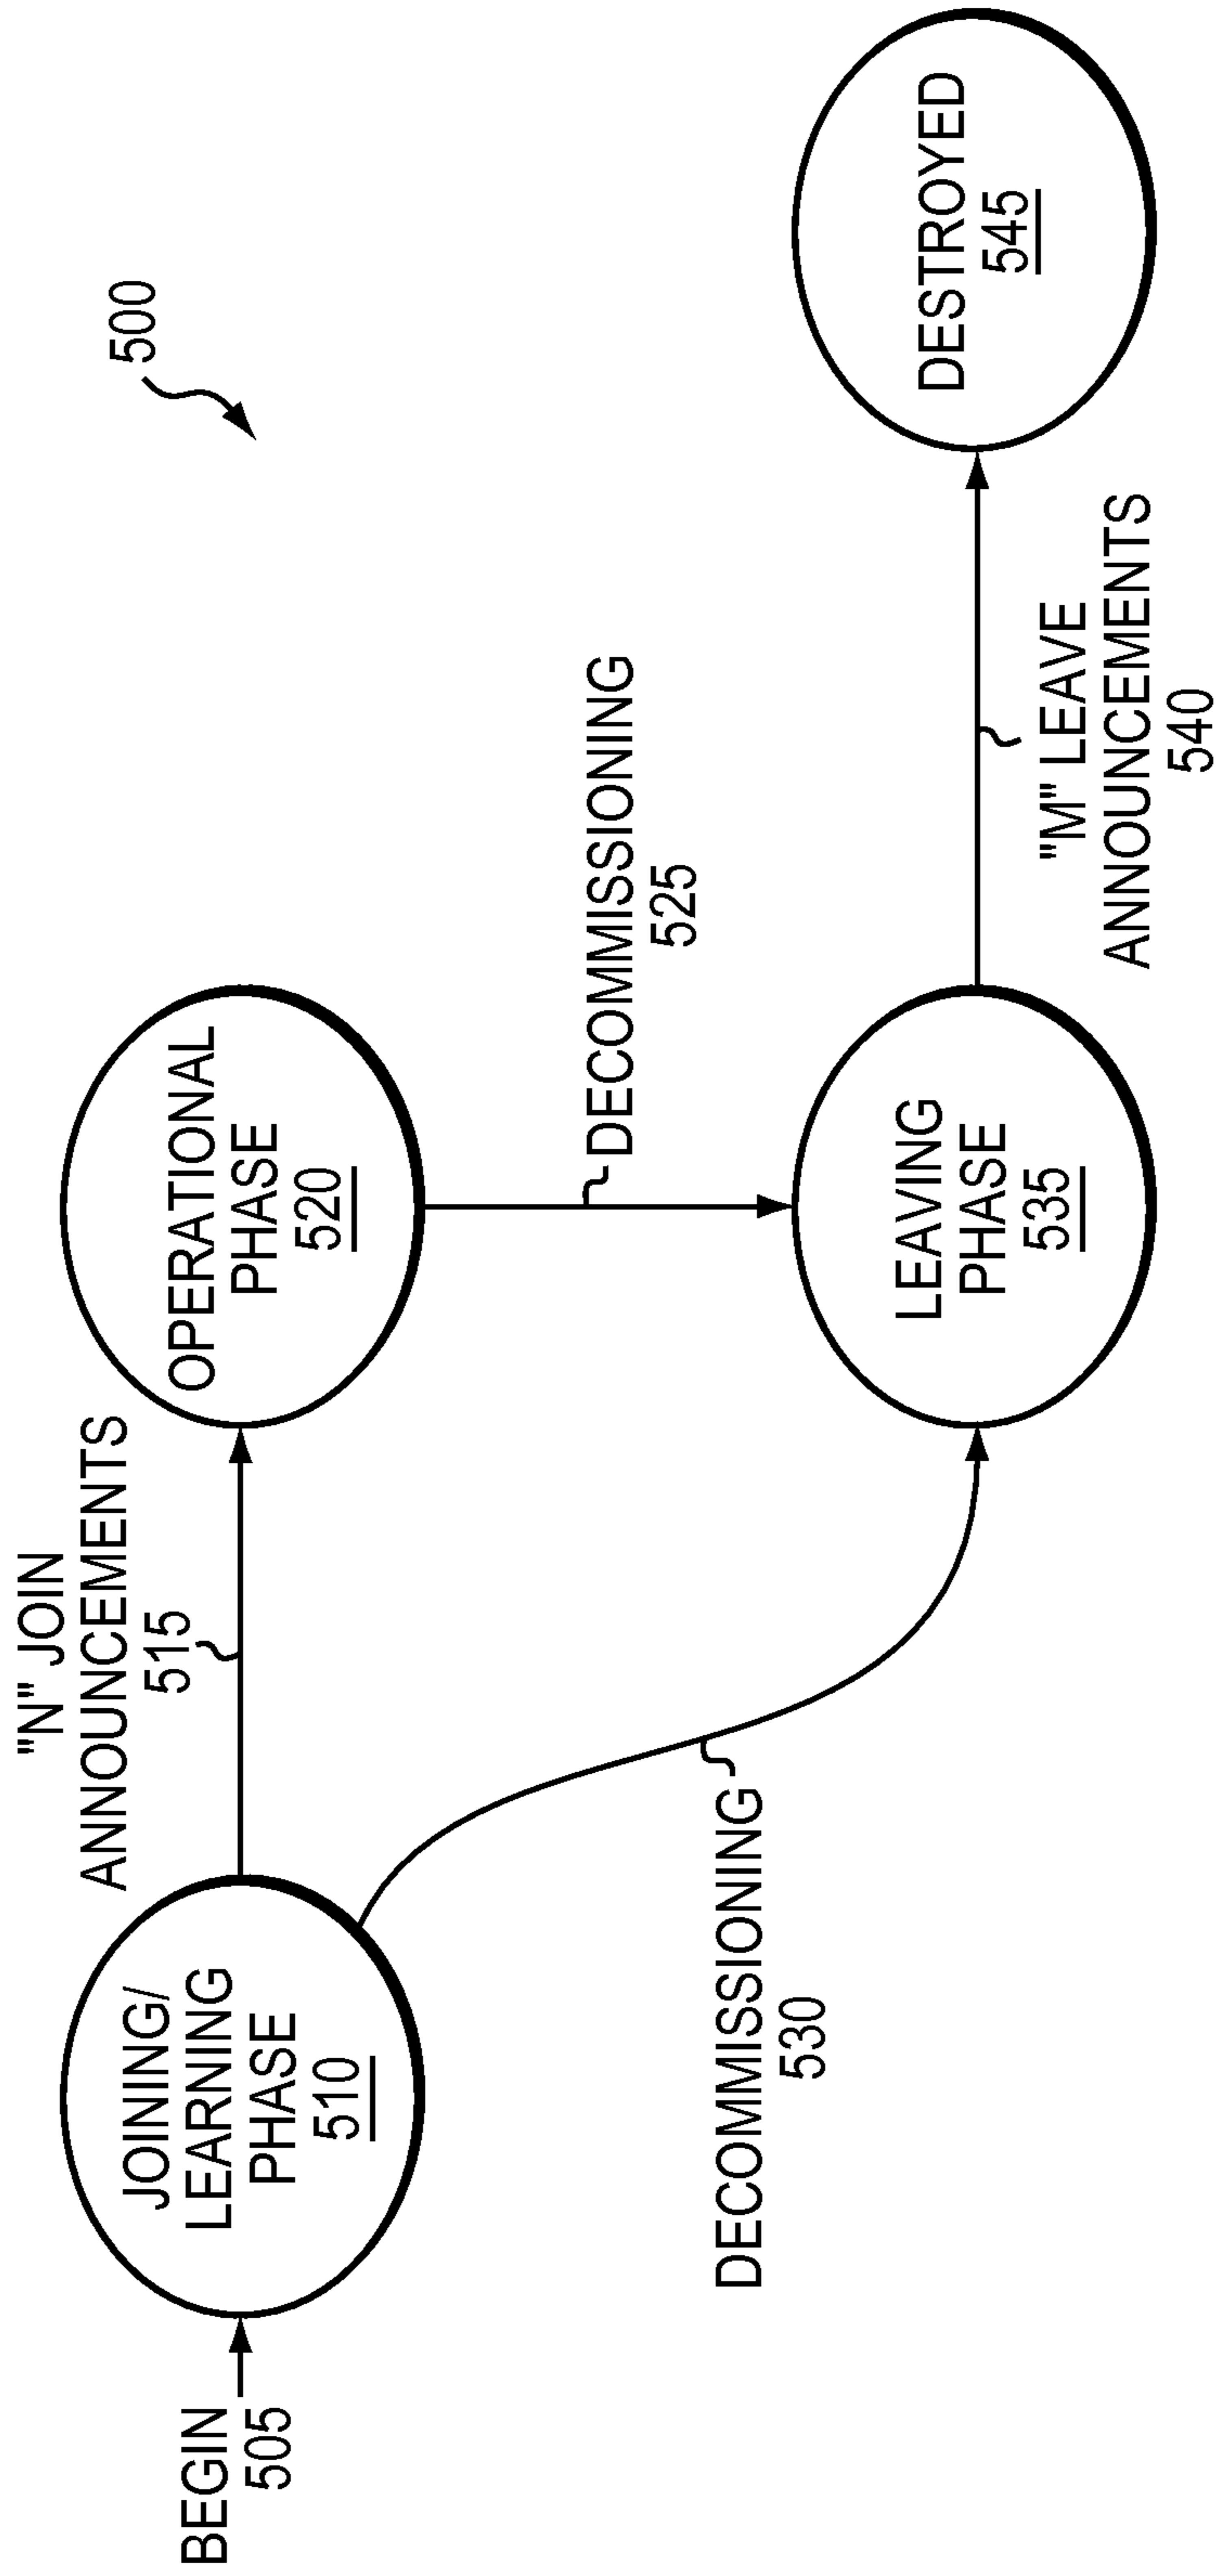 500
"N" JOIN
ANNOUNCEMENTS
515
BEGIN
505
JOINING/
LEARNING
PHASE
510
OPERATIONAL
PHASE
520
DECOMMISSIONING
525
DECOMMISSIONING
530
LEAVING
PHASE
535
"M" LEAVE
ANNOUNCEMENTS
540
DESTROYED
545